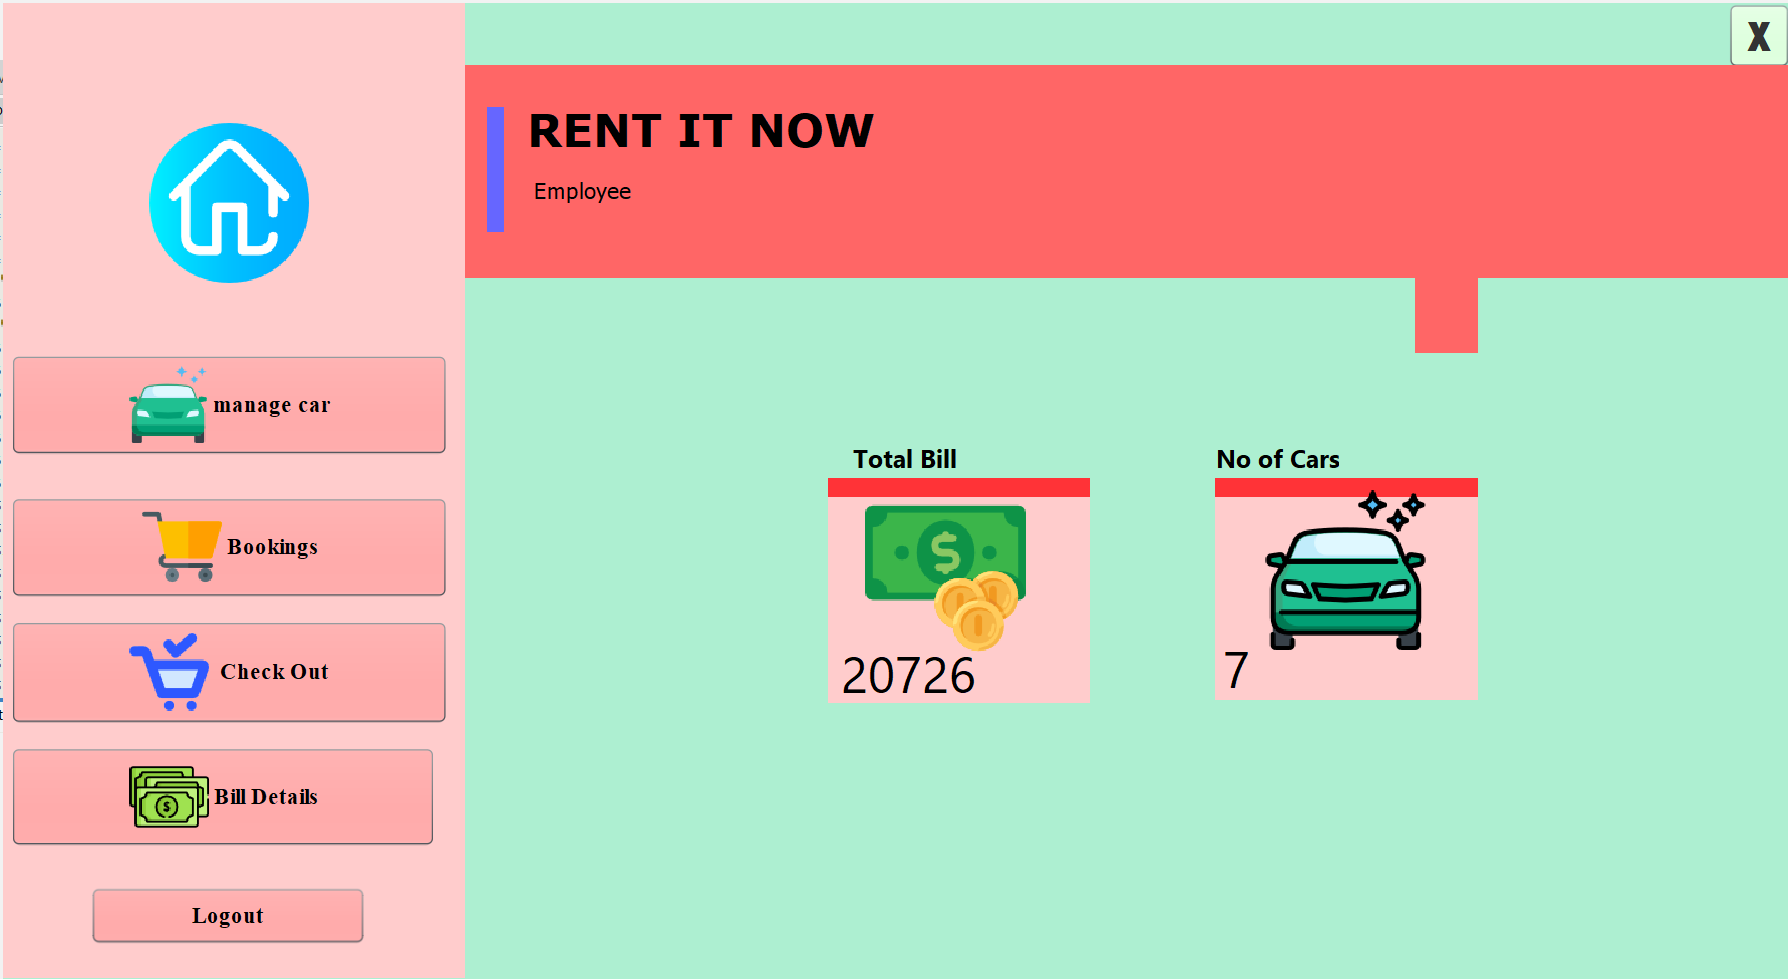 X
RENT IT NOW
Employee
manage car
Bookings
Check Out
Bill Details
Logout
Total Bill
20726
No of Cars
7